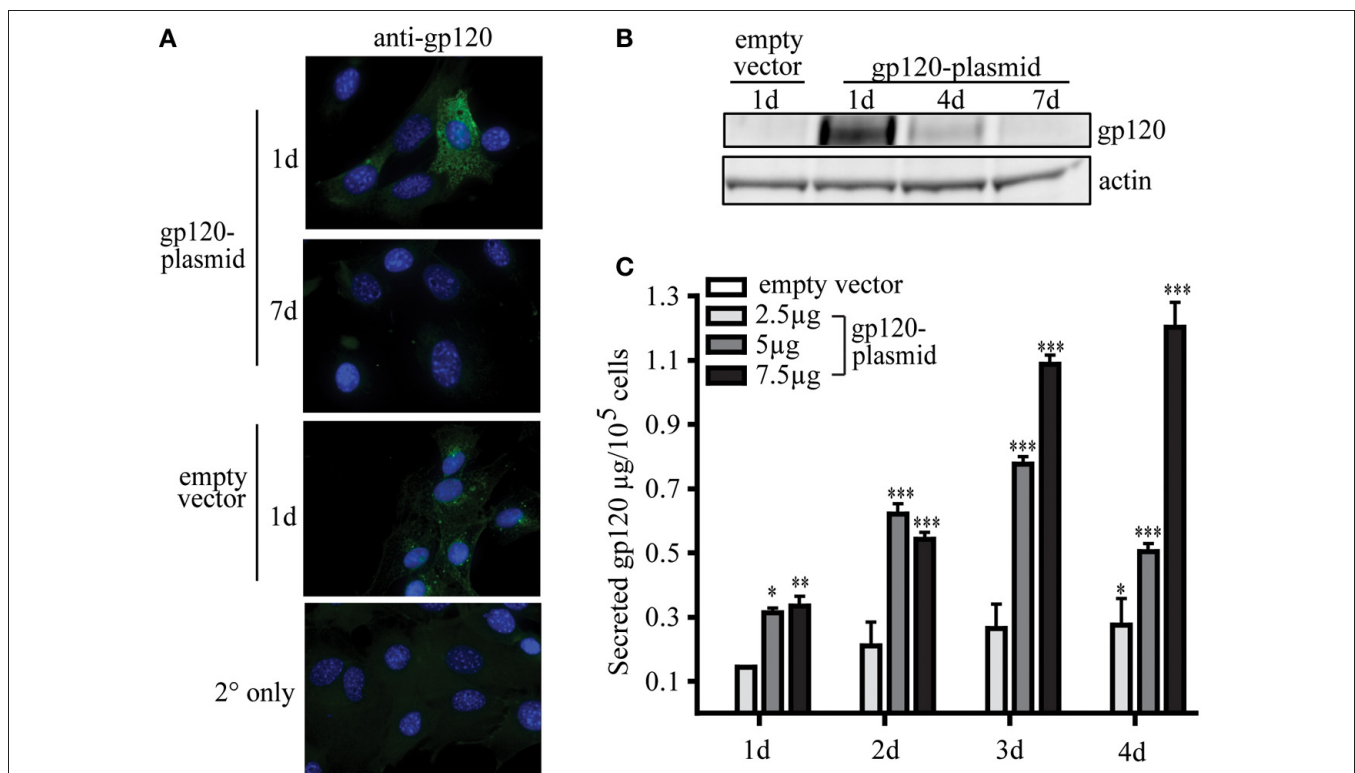 A
anti-gp120
gp120-
plasmid
1d
7d
empty
vector
1d
2° only
B
empty
vector
gp120-plasmid
1d 1d 4d 7d
gp120
actin
C
empty vector
2.5µg
5µg
7.5µg
gp120-
plasmid
Secreted gp120 µg/10⁵ cells
1.3
1.1
0.9
0.7
0.5
0.3
0.1
* **
*** ***
*** ***
* *** ***
1d 2d 3d 4d